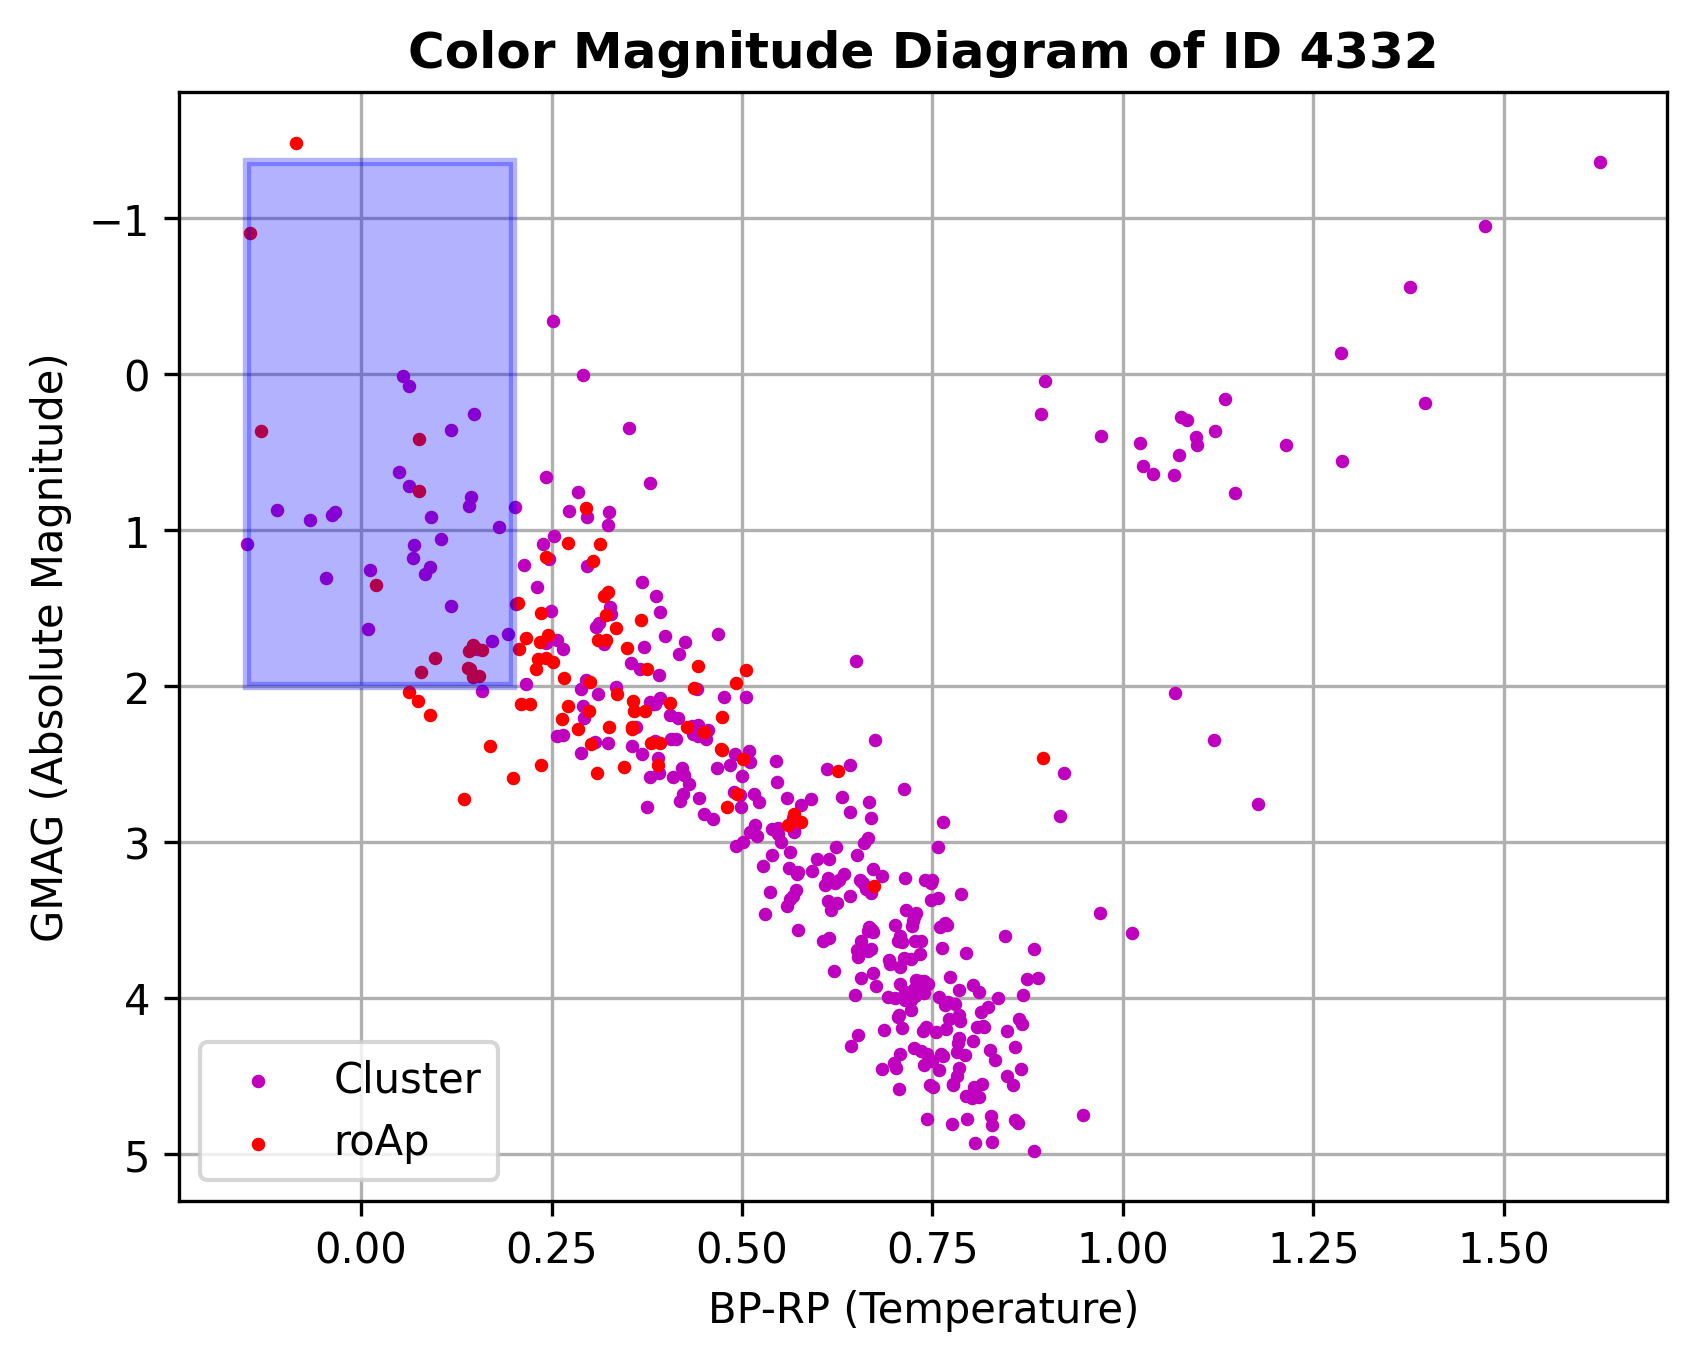 Color Magnitude Diagram of ID 4332
GMAG (Absolute Magnitude)
−1
0
1
2
3
4
5
Cluster
roAp
0.00 0.25 0.50 0.75 1.00 1.25 1.50
BP-RP (Temperature)